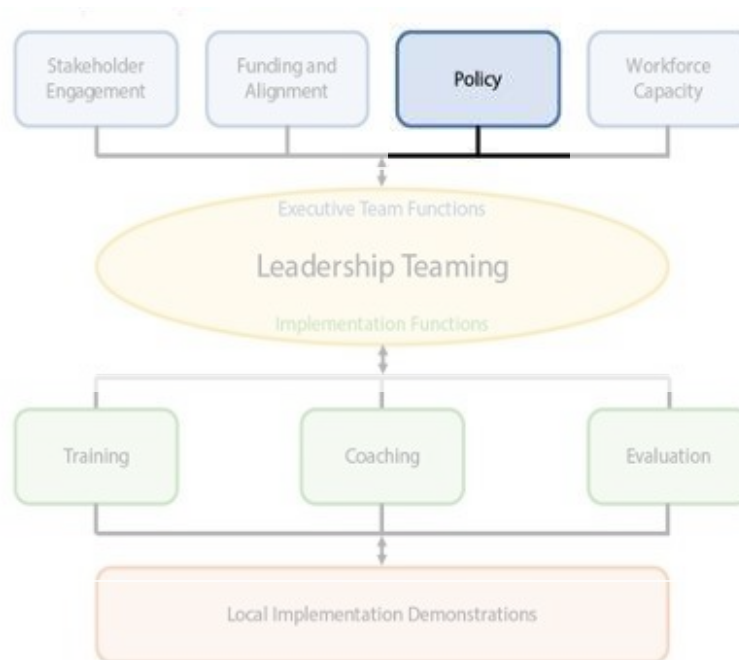 Stakeholder
Engagement
Funding and
Alignment
Policy
Workforce
Capacity
Executive Team Functions
Leadership Teaming
Implementation Functions
Training
Coaching
Evaluation
Local Implementation Demonstrations